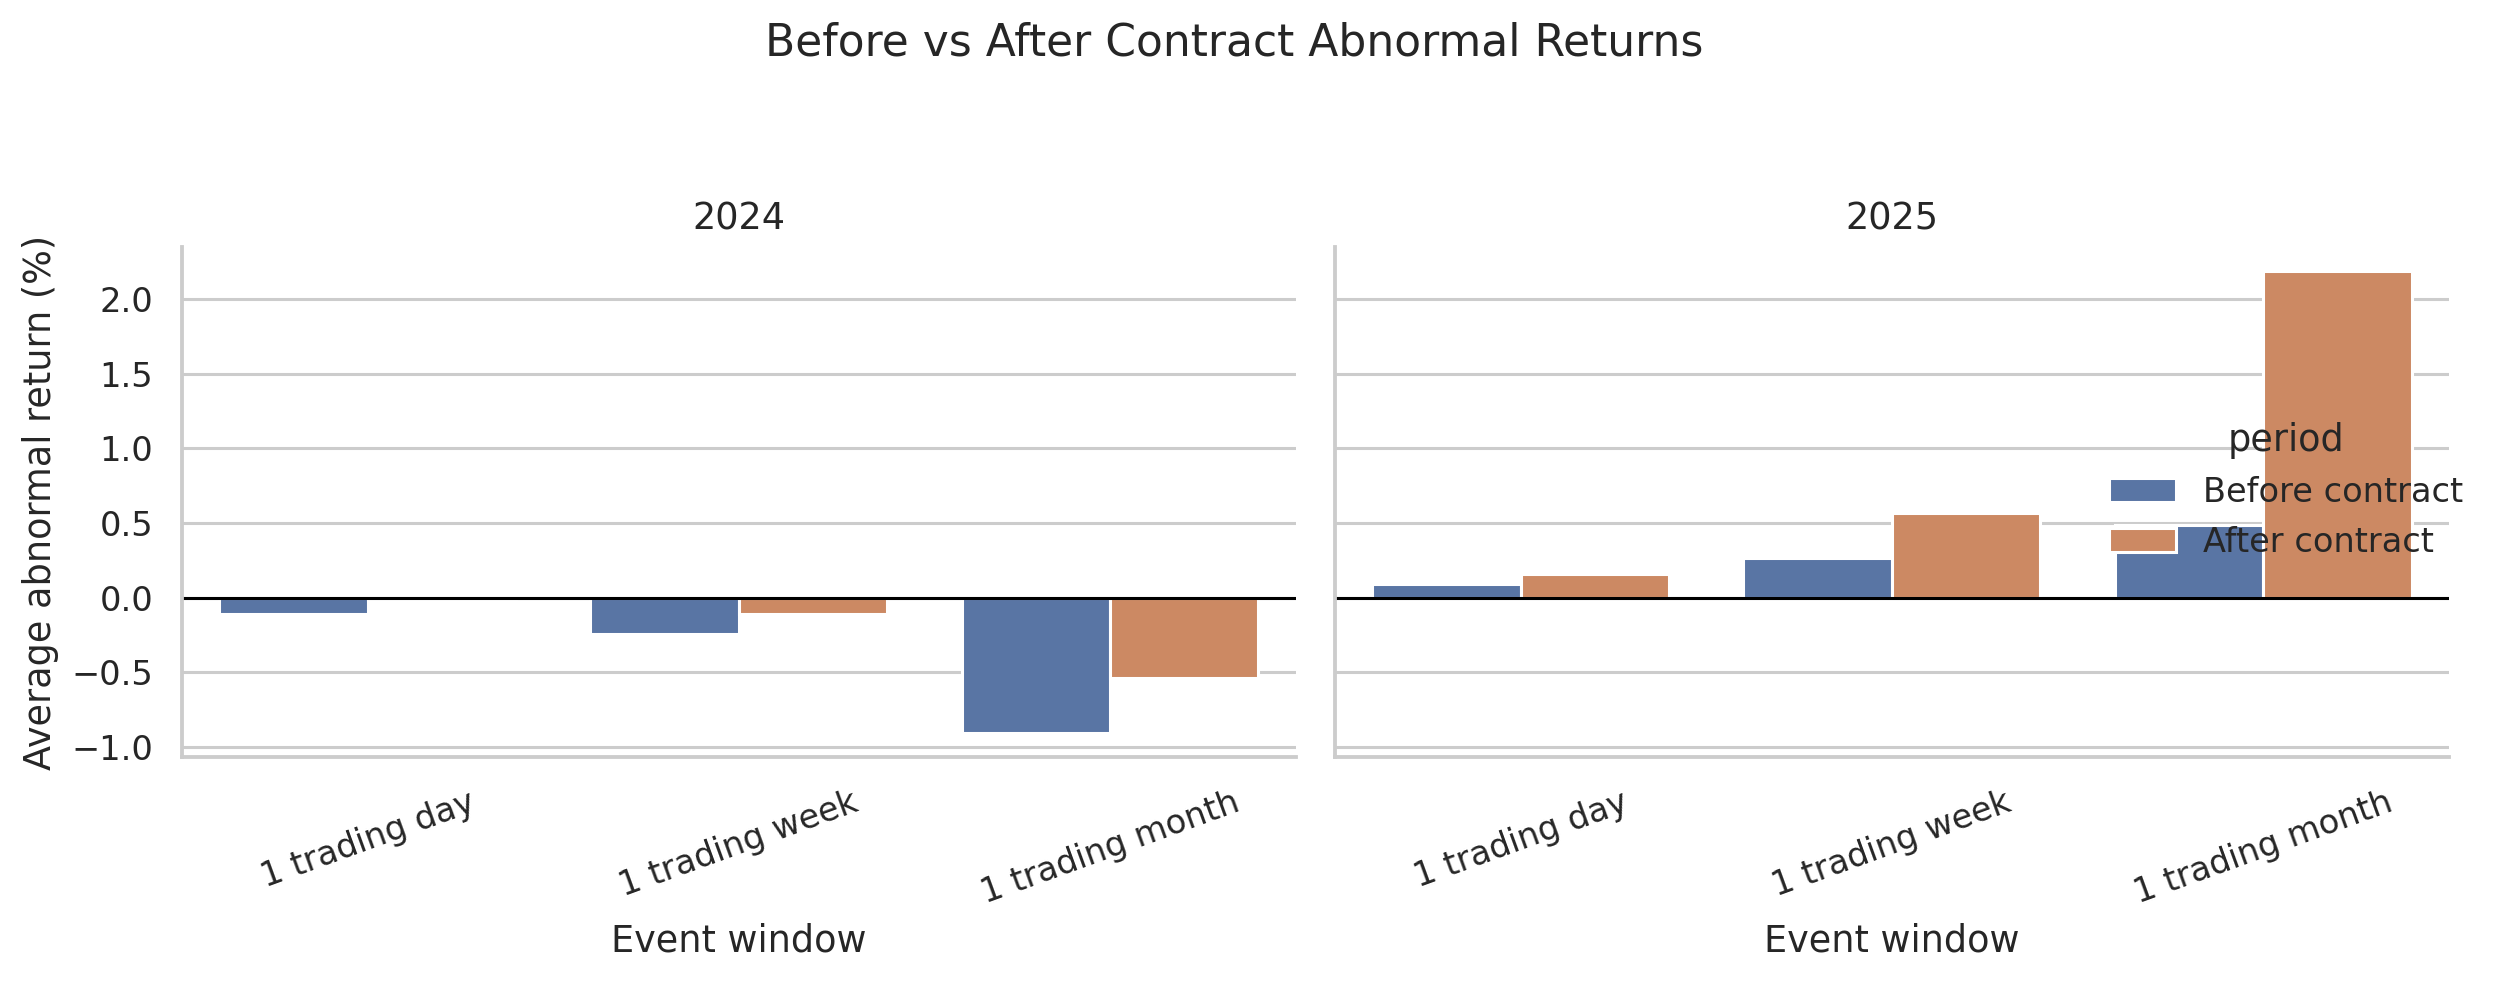 Before vs After Contract Abnormal Returns
2024
2025
Average abnormal return (%)
2.0
1.5
1.0
0.5
0.0
−0.5
−1.0
period
Before contract
After contract
1 trading day
1 trading week
1 trading month
1 trading day
1 trading week
1 trading month
Event window
Event window